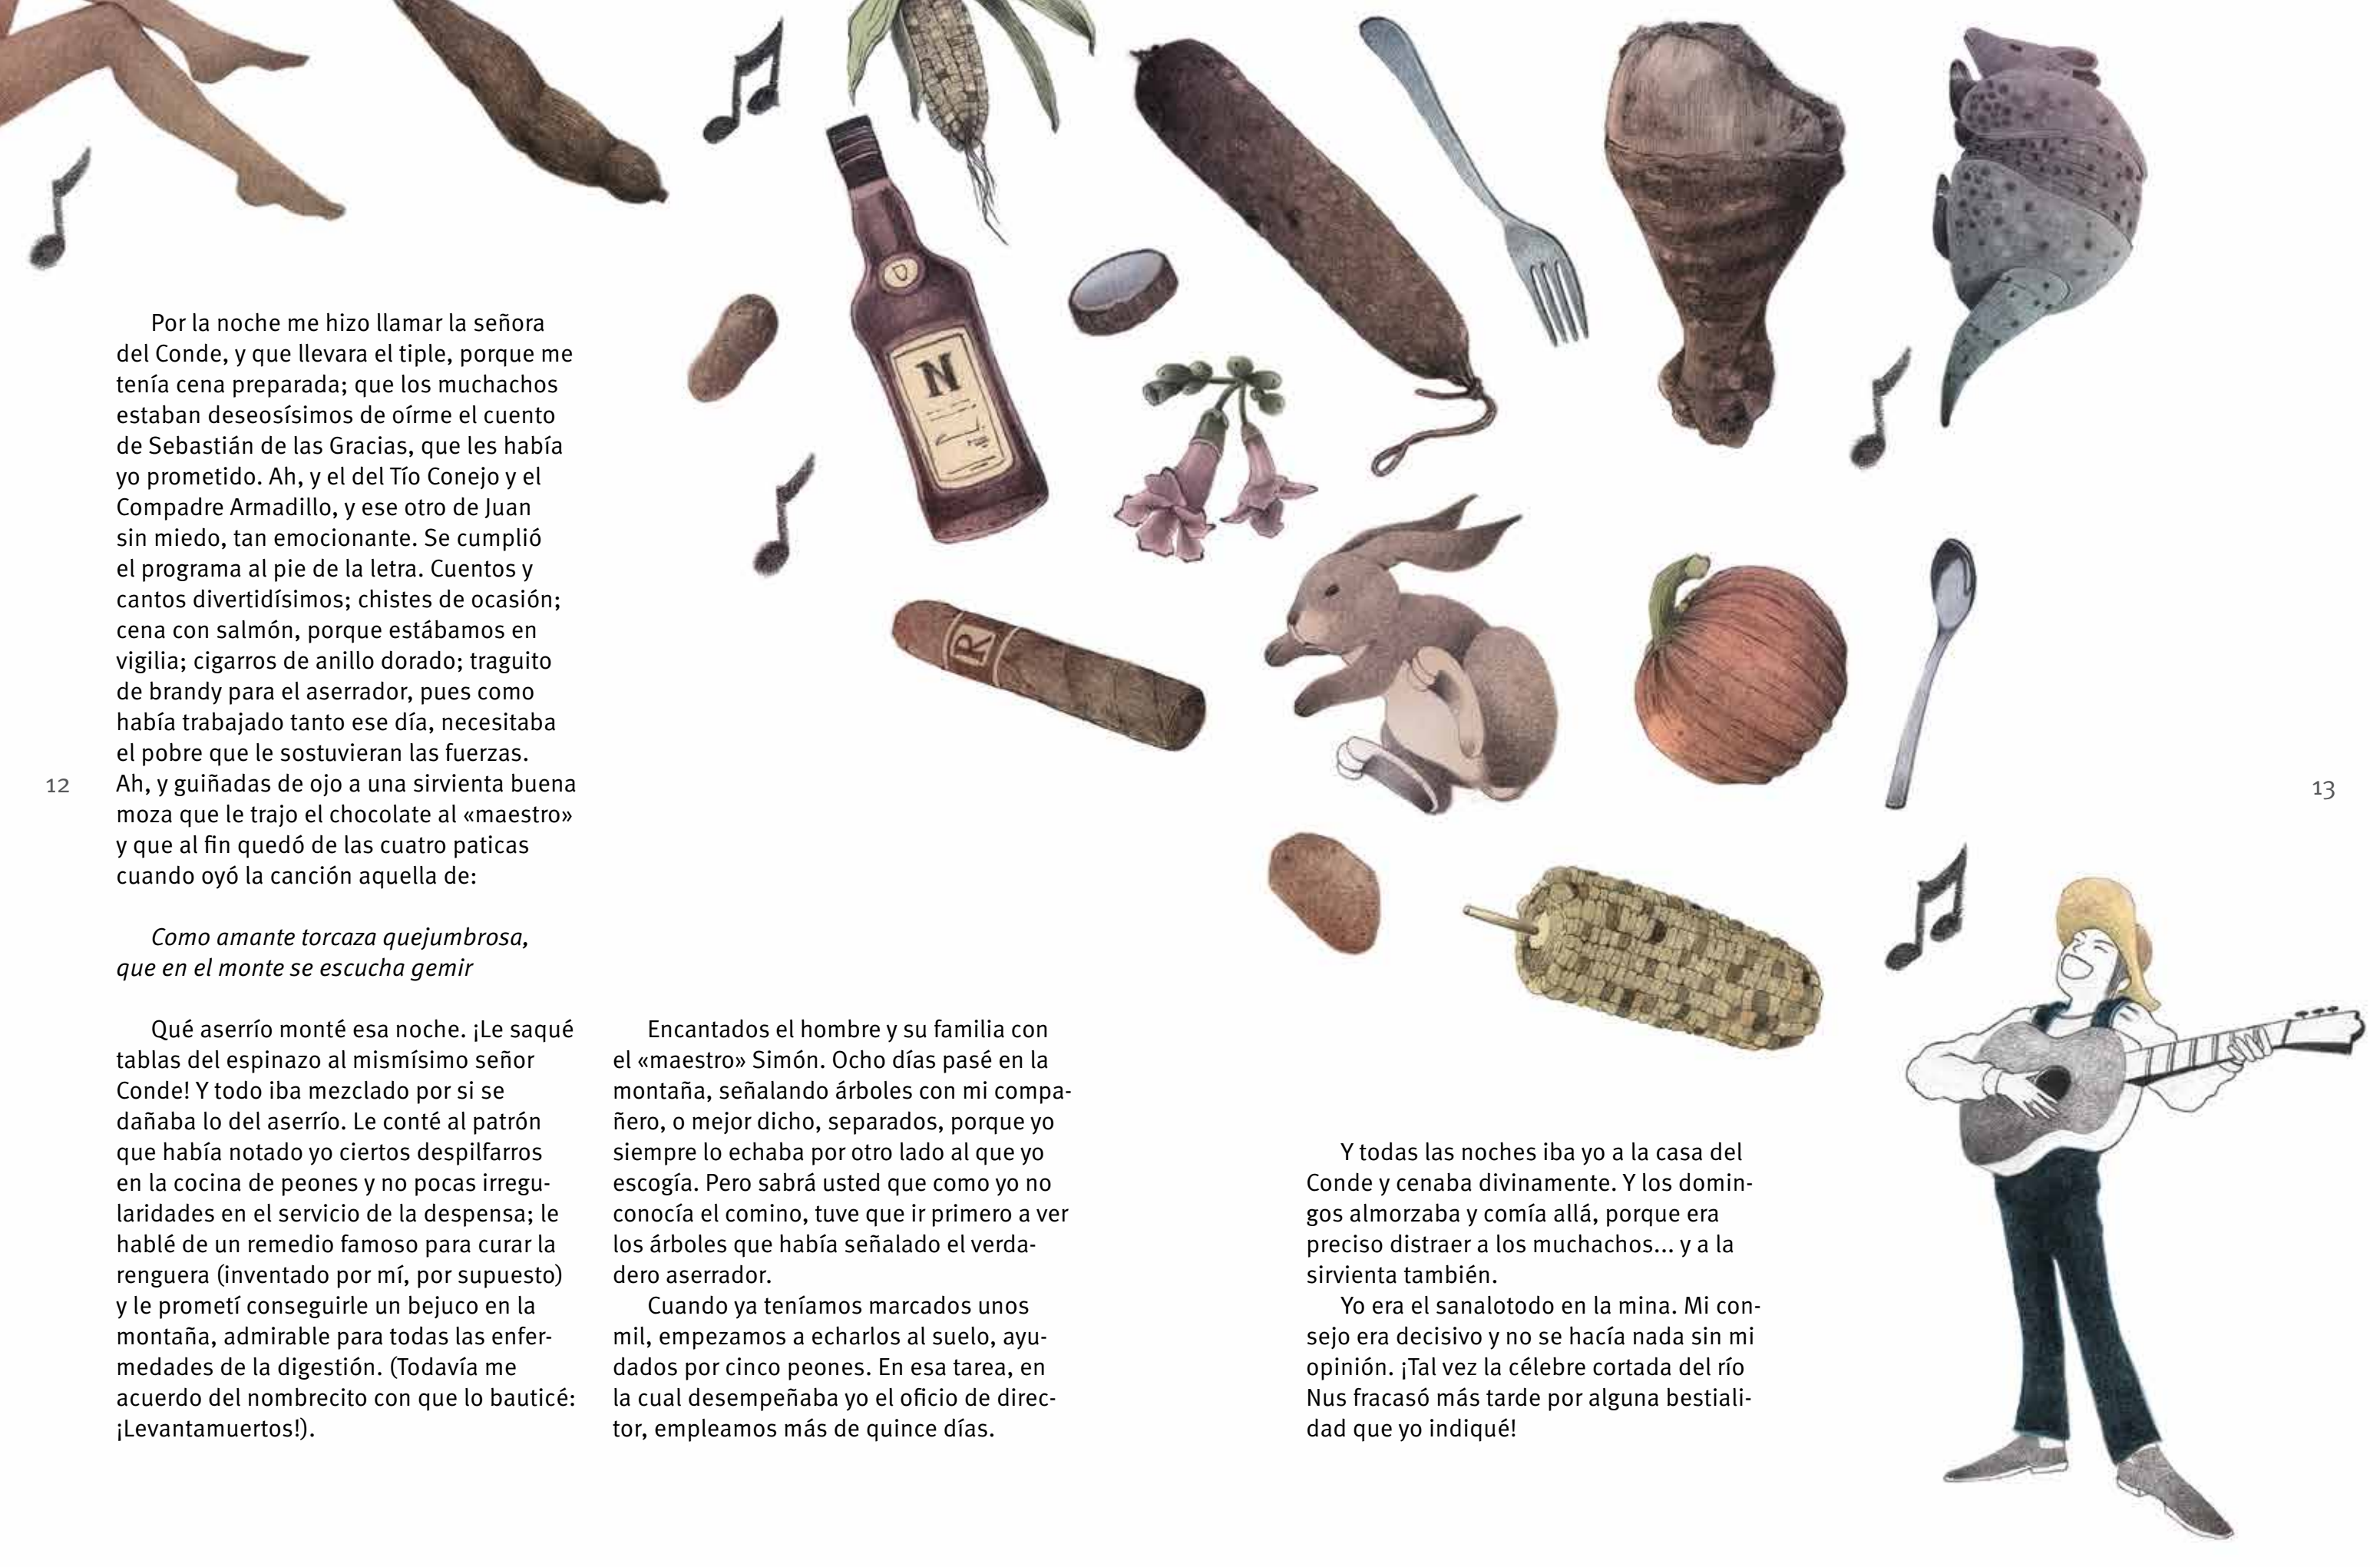 Por la noche me hizo llamar la señora
del Conde, y que llevara el tiple, porque me
tenía cena preparada; que los muchachos
estaban deseosísimos de oírme el cuento
de Sebastián de las Gracias, que les había
yo prometido. Ah, y el del Tío Conejo y el
Compadre Armadillo, y ese otro de Juan
sin miedo, tan emocionante. Se cumplió
el programa al pie de la letra. Cuentos y
cantos divertidísimos; chistes de ocasión;
cena con salmón, porque estábamos en
vigilia; cigarros de anillo dorado; traguito
de brandy para el aserrador, pues como
había trabajado tanto ese día, necesitaba
el pobre que le sostuvieran las fuerzas.
Ah, y guiñadas de ojo a una sirvienta buena
moza que le trajo el chocolate al «maestro»
y que al fin quedó de las cuatro paticas
cuando oyó la canción aquella de:
Como amante torcaza quejumbrosa,
que en el monte se escucha gemir
Qué aserrío monté esa noche. ¡Le saqué
tablas del espinazo al mismísimo señor
Conde! Y todo iba mezclado por si se
dañaba lo del aserrío. Le conté al patrón
que había notado yo ciertos despilfarros
en la cocina de peones y no pocas irregu-
laridades en el servicio de la despensa; le
hablé de un remedio famoso para curar la
renguera (inventado por mí, por supuesto)
y le prometí conseguirle un bejuco en la
montaña, admirable para todas las enfer-
medades de la digestión. (Todavía me
acuerdo del nombrecito con que lo bauticé:
¡Levantamuertos!).
12
Encantados el hombre y su familia con
el «maestro» Simón. Ocho días pasé en la
montaña, señalando árboles con mi compa-
ñero, o mejor dicho, separados, porque yo
siempre lo echaba por otro lado al que yo
escogía. Pero sabrá usted que como yo no
conocía el comino, tuve que ir primero a ver
los árboles que había señalado el verda-
dero aserrador.
Cuando ya teníamos marcados unos
mil, empezamos a echarlos al suelo, ayu-
dados por cinco peones. En esa tarea, en
la cual desempeñaba yo el oficio de direc-
tor, empleamos más de quince días.
N
R
Y todas las noches iba yo a la casa del
Conde y cenaba divinamente. Y los domin-
gos almorzaba y comía allá, porque era
preciso distraer a los muchachos... y a la
sirvienta también.
Yo era el sanalotodo en la mina. Mi con-
sejo era decisivo y no se hacía nada sin mi
opinión. ¡Tal vez la célebre cortada del río
Nus fracasó más tarde por alguna bestiali-
dad que yo indiqué!
13